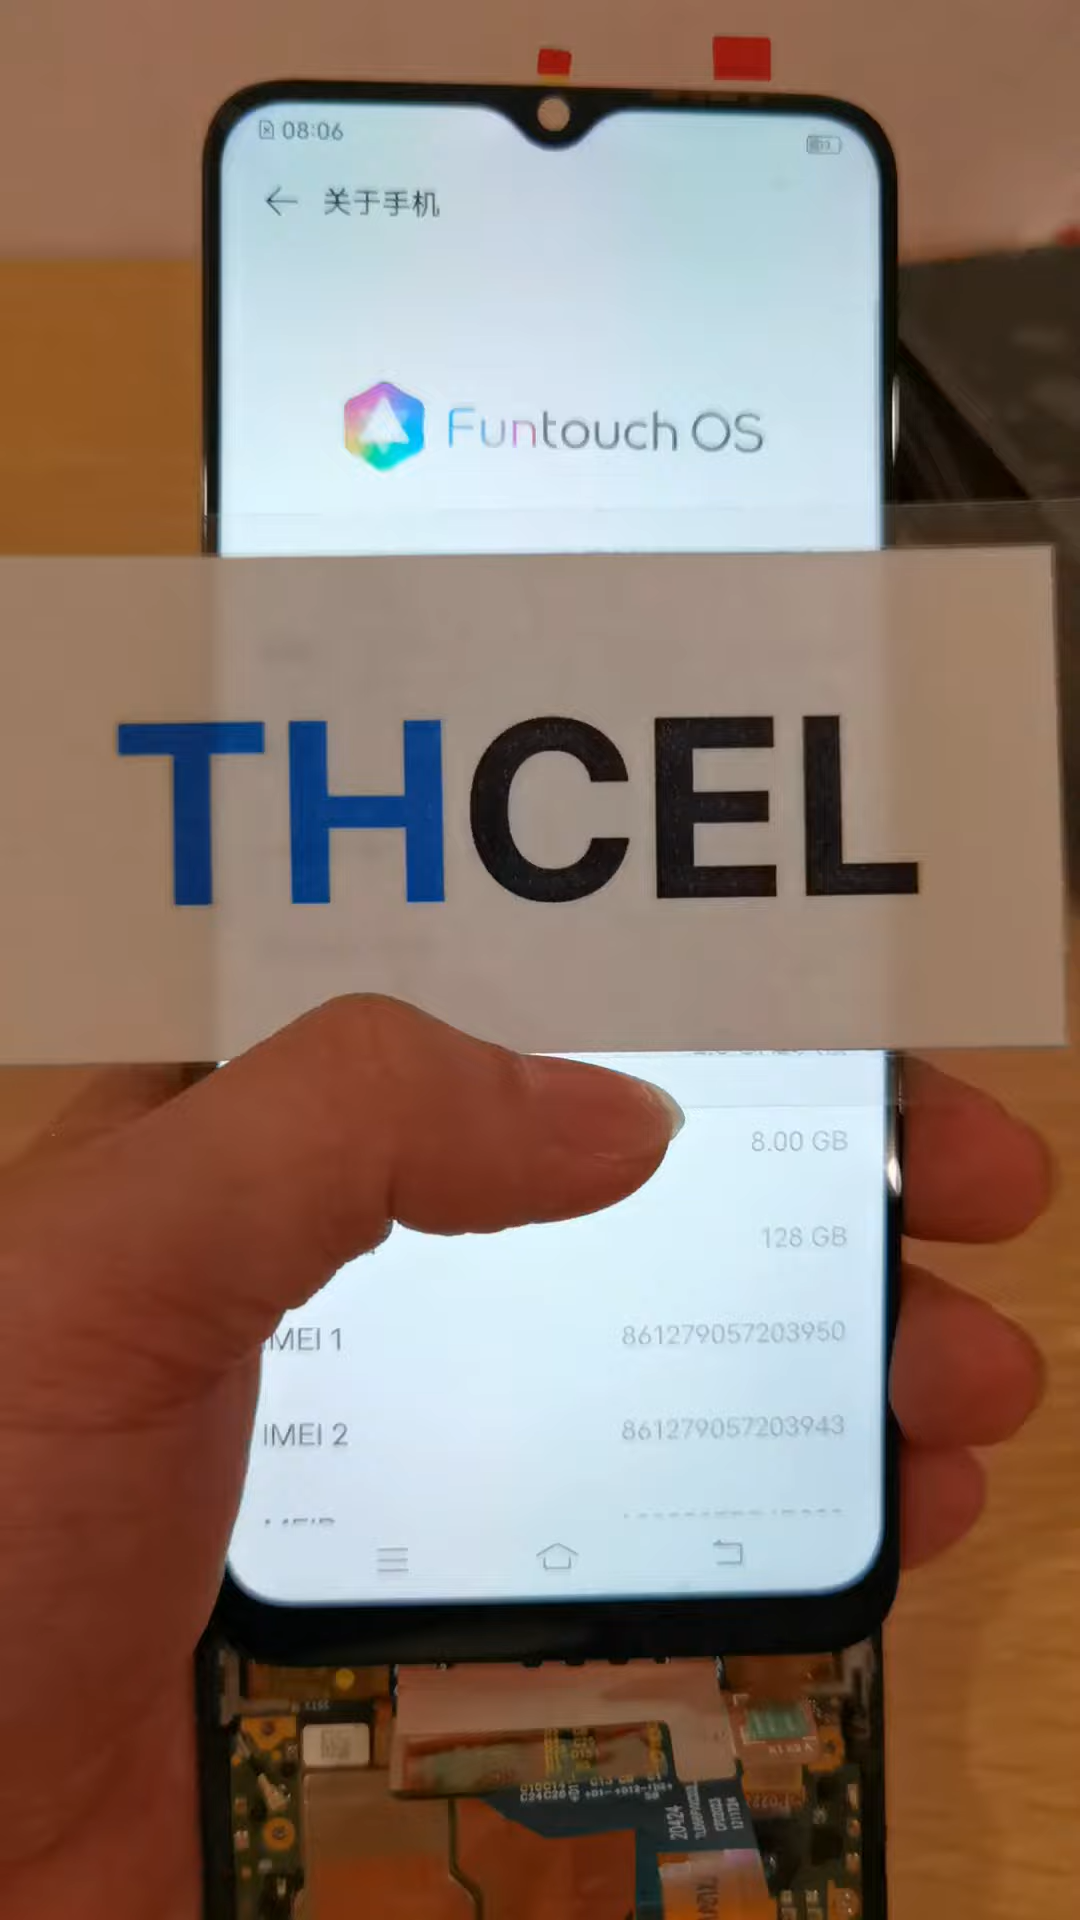 08:06
关于手机
Funtouch OS
THCEL
8.00 GB
128 GB
IMEI 1 861279057203950
IMEI 2 861279057203943
20424